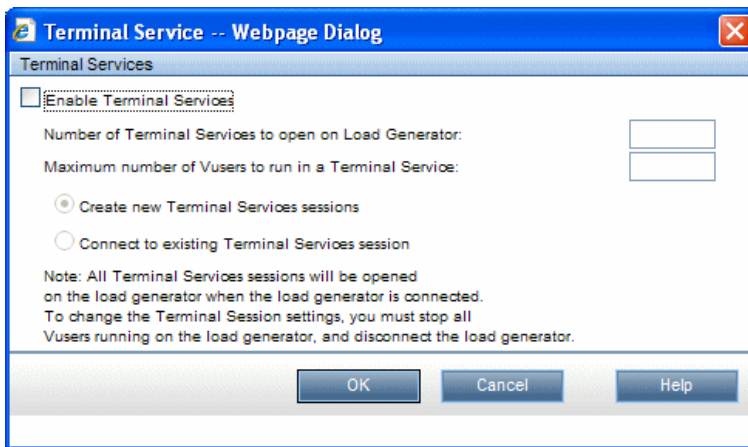 Terminal Service -- Webpage Dialog
Terminal Services
Enable Terminal Services
Number of Terminal Services to open on Load Generator:
Maximum number of Vusers to run in a Terminal Service:
Create new Terminal Services sessions
Connect to existing Terminal Services session
Note: All Terminal Services sessions will be opened
on the load generator when the load generator is connected.
To change the Terminal Session settings, you must stop all
Vusers running on the load generator, and disconnect the load generator.
OK Cancel Help